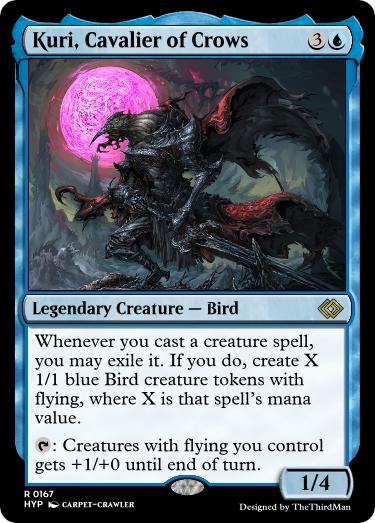 Kuri, Cavalier of Crows 3
Legendary Creature — Bird
Whenever you cast a creature spell,
you may exile it. If you do, create X
1/1 blue Bird creature tokens with
flying, where X is that spell's mana
value.
: Creatures with flying you control
gets +1/+0 until end of turn.
1/4
R 0167
HYP CARPET-CRAWLER
Designed by TheThirdMan